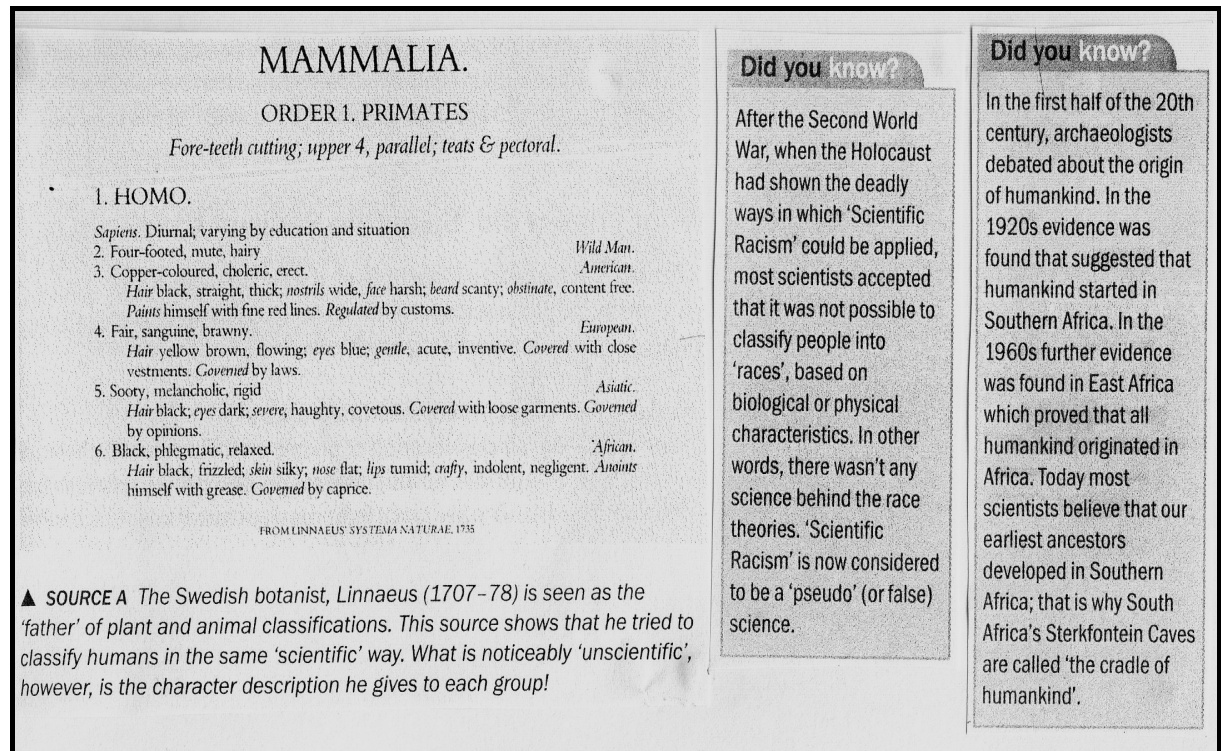 MAMMALIA.
ORDER 1. PRIMATES
Fore-teeth cutting; upper 4, parallel; teats & pectoral.
1. HOMO.
Sapiens. Diurnal; varying by education and situation
2. Four-footed, mute, hairy Wild Man.
3. Copper-coloured, choleric, erect. American.
Hair black, straight, thick; nostrils wide, face harsh; beard scanty; obstinate, content free.
Paints himself with fine red lines. Regulated by customs.
4. Fair, sanguine, brawny. European.
Hair yellow brown, flowing; eyes blue; gentle, acute, inventive. Covered with close
vestments. Governed by laws.
5. Sooty, melancholic, rigid Asiatic.
Hair black; eyes dark; severe, haughty, covetous. Covered with loose garments. Governed
by opinions.
6. Black, phlegmatic, relaxed. African.
Hair black, frizzled; skin silky; nose flat; lips tumid; crafty, indolent, negligent. Anoints
himself with grease. Governed by caprice.
FROM LINNAEUS' SYSTEMA NATURAE, 1735
▲ SOURCE A The Swedish botanist, Linnaeus (1707–78) is seen as the
'father' of plant and animal classifications. This source shows that he tried to
classify humans in the same 'scientific' way. What is noticeably 'unscientific',
however, is the character description he gives to each group!
Did you know?
After the Second World
War, when the Holocaust
had shown the deadly
ways in which 'Scientific
Racism' could be applied,
most scientists accepted
that it was not possible to
classify people into
'races', based on
biological or physical
characteristics. In other
words, there wasn't any
science behind the race
theories. 'Scientific
Racism' is now considered
to be a 'pseudo' (or false)
science.
Did you know?
In the first half of the 20th
century, archaeologists
debated about the origin
of humankind. In the
1920s evidence was
found that suggested that
humankind started in
Southern Africa. In the
1960s further evidence
was found in East Africa
which proved that all
humankind originated in
Africa. Today most
scientists believe that our
earliest ancestors
developed in Southern
Africa; that is why South
Africa's Sterkfontein Caves
are called 'the cradle of
humankind'.